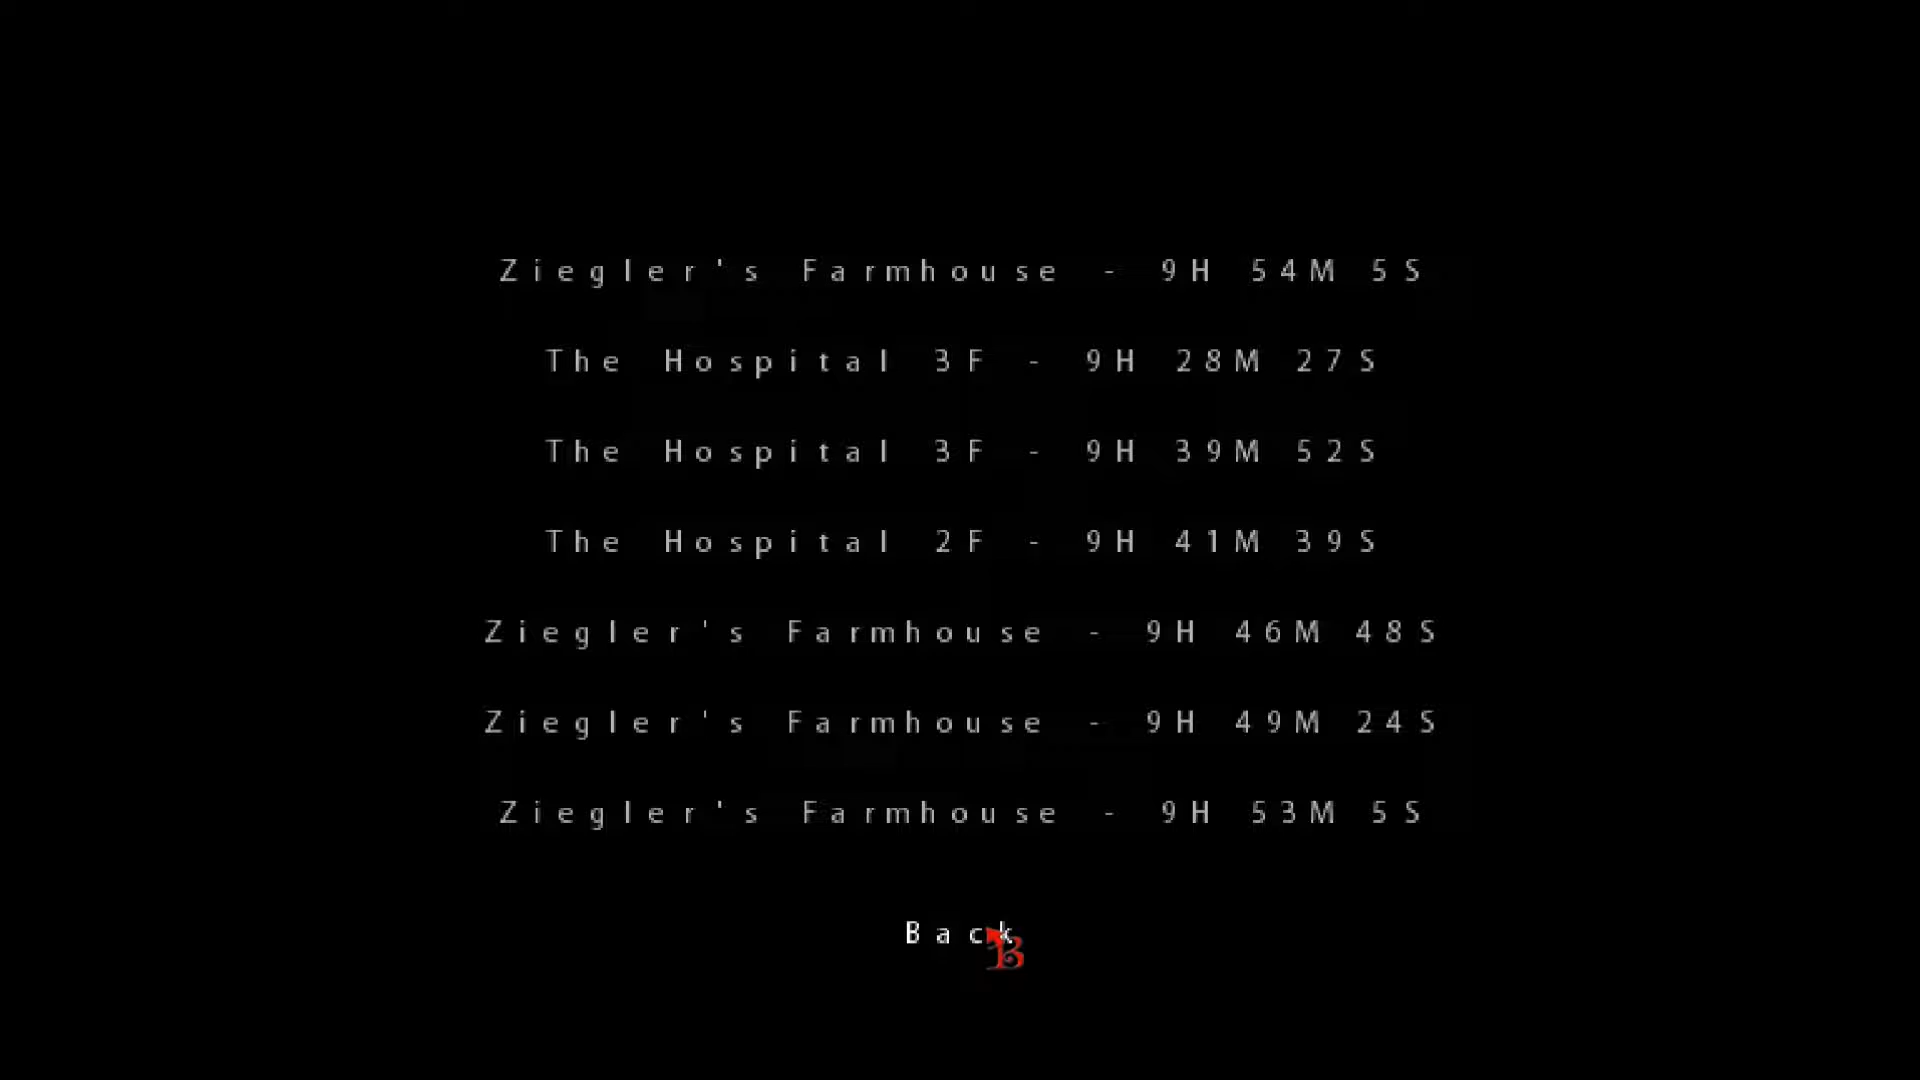 Ziegler's Farmhouse - 9H 54M 5S
The Hospital 3F - 9H 28M 27S
The Hospital 3F - 9H 39M 52S
The Hospital 2F - 9H 41M 39S
Ziegler's Farmhouse - 9H 46M 48S
Ziegler's Farmhouse - 9H 49M 24S
Ziegler's Farmhouse - 9H 53M 5S
Back
B